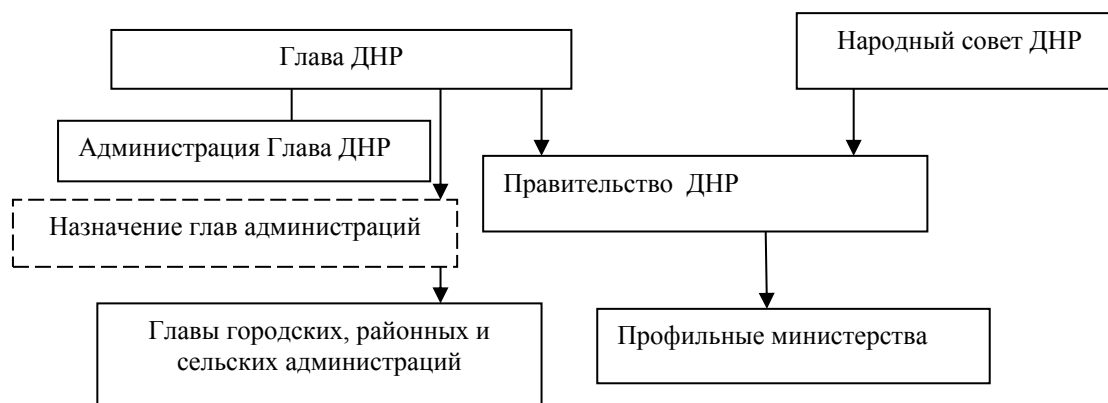 Глава ДНР
Народный совет ДНР
Администрация Глава ДНР
Правительство ДНР
Назначение глав администраций
Главы городских, районных и
сельских администраций
Профильные министерства